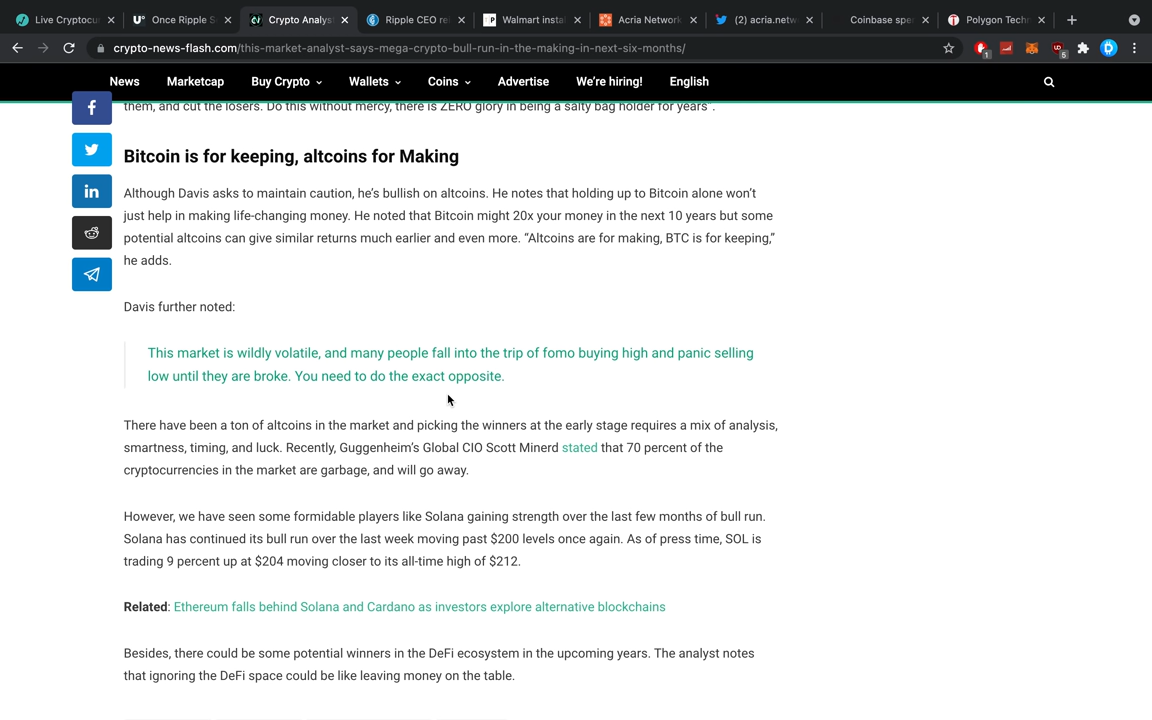 Live Cryptocu
Once Ripple S
Crypto Analys
Ripple CEO re
Walmart instal
Acria Network
(2) acria.netw
Coinbase spe
Polygon Techn
crypto-news-flash.com/this-market-analyst-says-mega-crypto-bull-run-in-the-making-in-next-six-months/
1
5
News
Marketcap
Buy Crypto
Wallets
Coins
Advertise
We're hiring!
English
them, and cut the losers. Do this without mercy, there is ZERO glory in being a salty bag holder for years".
Bitcoin is for keeping, altcoins for Making
Although Davis asks to maintain caution, he's bullish on altcoins. He notes that holding up to Bitcoin alone won't
just help in making life-changing money. He noted that Bitcoin might 20x your money in the next 10 years but some
potential altcoins can give similar returns much earlier and even more. “Altcoins are for making, BTC is for keeping,”
he adds.
Davis further noted:
This market is wildly volatile, and many people fall into the trip of fomo buying high and panic selling
low until they are broke. You need to do the exact opposite.
There have been a ton of altcoins in the market and picking the winners at the early stage requires a mix of analysis,
smartness, timing, and luck. Recently, Guggenheim's Global CIO Scott Minerd stated that 70 percent of the
cryptocurrencies in the market are garbage, and will go away.
However, we have seen some formidable players like Solana gaining strength over the last few months of bull run.
Solana has continued its bull run over the last week moving past $200 levels once again. As of press time, SOL is
trading 9 percent up at $204 moving closer to its all-time high of $212.
Related: Ethereum falls behind Solana and Cardano as investors explore alternative blockchains
Besides, there could be some potential winners in the DeFi ecosystem in the upcoming years. The analyst notes
that ignoring the DeFi space could be like leaving money on the table.